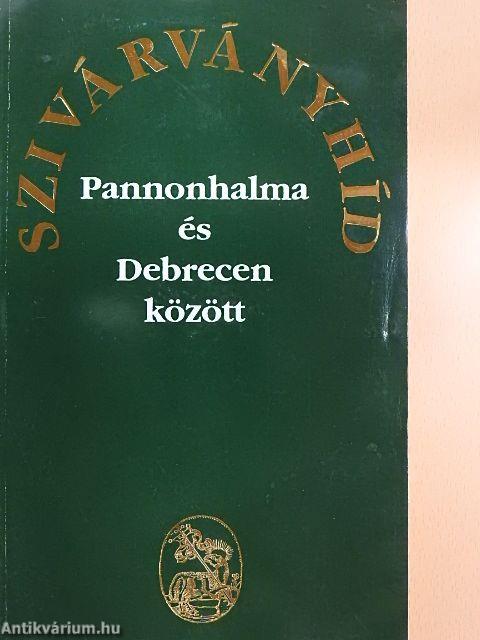 SZIVÁRVÁNYHÍD
Pannonhalma
és
Debrecen
között
Antikvárium.hu